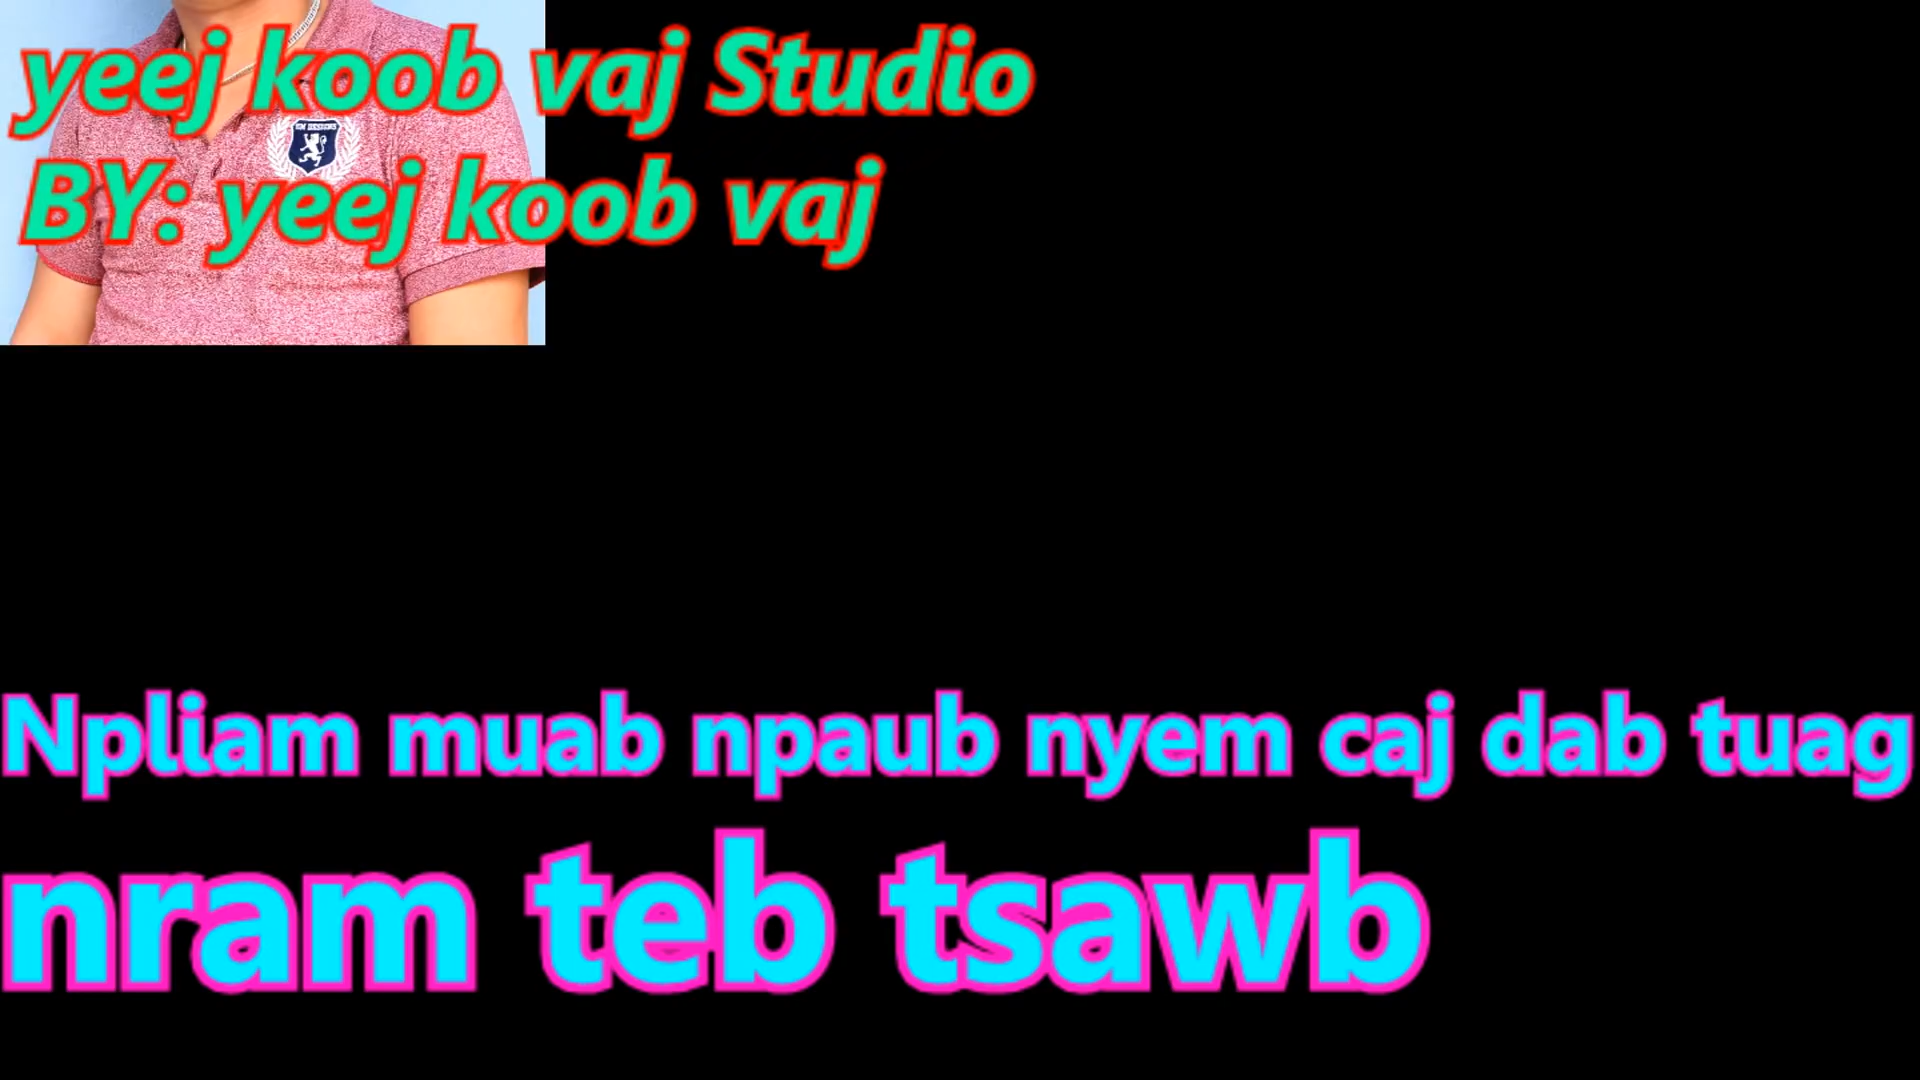 yeej koob vaj Studio
BY: yeej koob vaj
Npliam muab npaub nyem caj dab tuag
nram teb tsawb